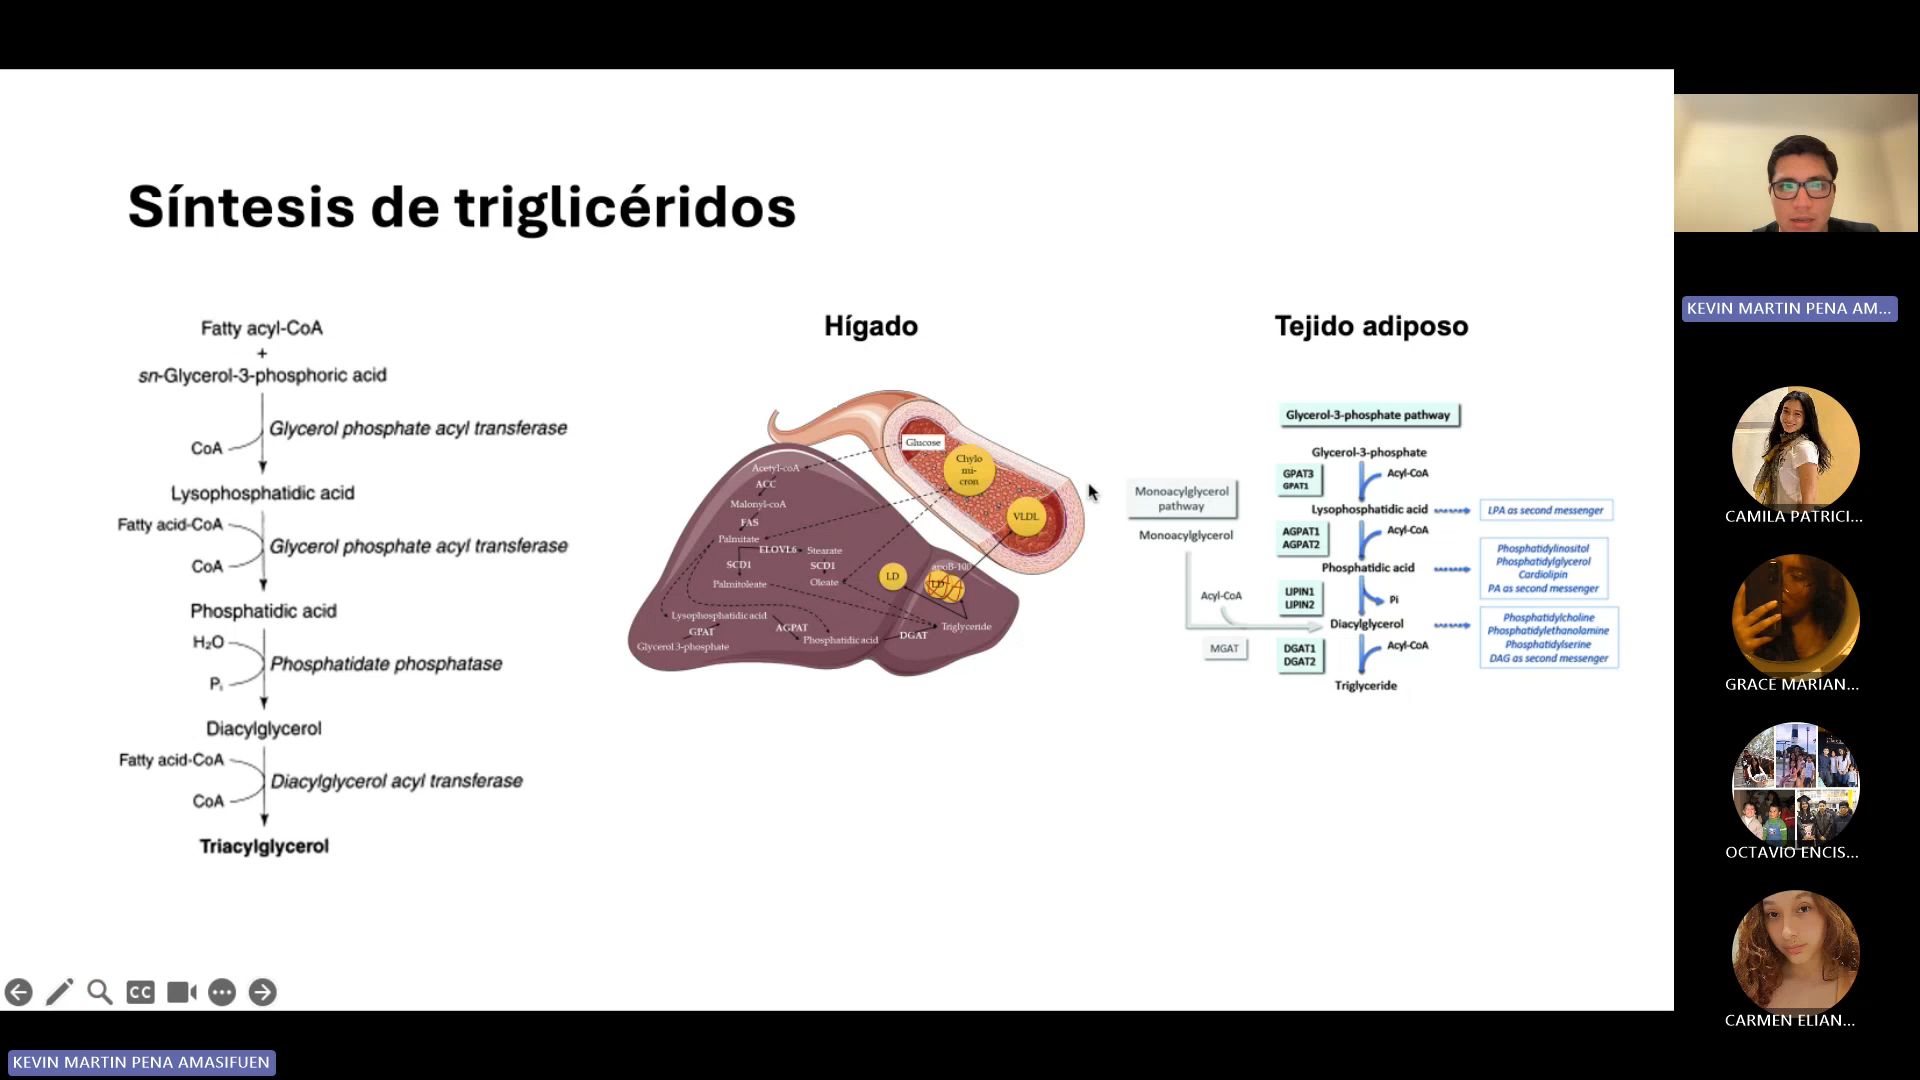 Síntesis de triglicéridos
Fatty acyl-CoA
+
sn-Glycerol-3-phosphoric acid
Glycerol phosphate acyl transferase
CoA
Lysophosphatidic acid
Fatty acid-CoA
Glycerol phosphate acyl transferase
CoA
Phosphatidic acid
H₂O
Phosphatidate phosphatase
Pᵢ
Diacylglycerol
Fatty acid-CoA
Diacylglycerol acyl transferase
CoA
Triacylglycerol
Hígado
Glucose
Chylo
mi-
cron
VLDL
Acetyl-coA
ACC
Malonyl-coA
FAS
Palmitate
ELOVL6
Stearate
SCD1
SCD1
Palmitoleate
Oleate
LD
apoB-100
LD
Lysophosphatidic acid
GPAT
AGPAT
Glycerol 3-phosphate
Phosphatidic acid
DGAT
Triglyceride
Tejido adiposo
Glycerol-3-phosphate pathway
Glycerol-3-phosphate
GPAT3
GPAT1
Acyl-CoA
Monoacylglycerol
pathway
Monoacylglycerol
Lysophosphatidic acid
LPA as second messenger
AGPAT1
AGPAT2
Acyl-CoA
Phosphatidic acid
Phosphatidylinositol
Phosphatidylglycerol
Cardiolipin
PA as second messenger
Acyl-CoA
LIPIN1
LIPIN2
Pi
Diacylglycerol
MGAT
DGAT1
DGAT2
Acyl-CoA
Phosphatidylcholine
Phosphatidylethanolamine
Phosphatidylserine
DAG as second messenger
Triglyceride
CC
KEVIN MARTIN PENA AM...
CAMILA PATRICI...
GRACE MARIAN...
OCTAVIO ENCIS...
CARMEN ELIAN...
KEVIN MARTIN PENA AMASIFUEN